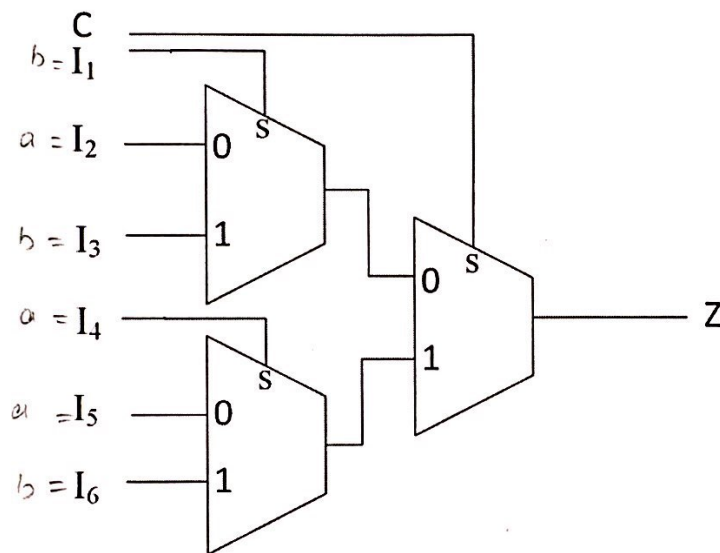 C
b = I₁
S
a = I₂
0
b = I₃
1
S
0
a = I₄
Z
1
S
a = I₅
0
b = I₆
1